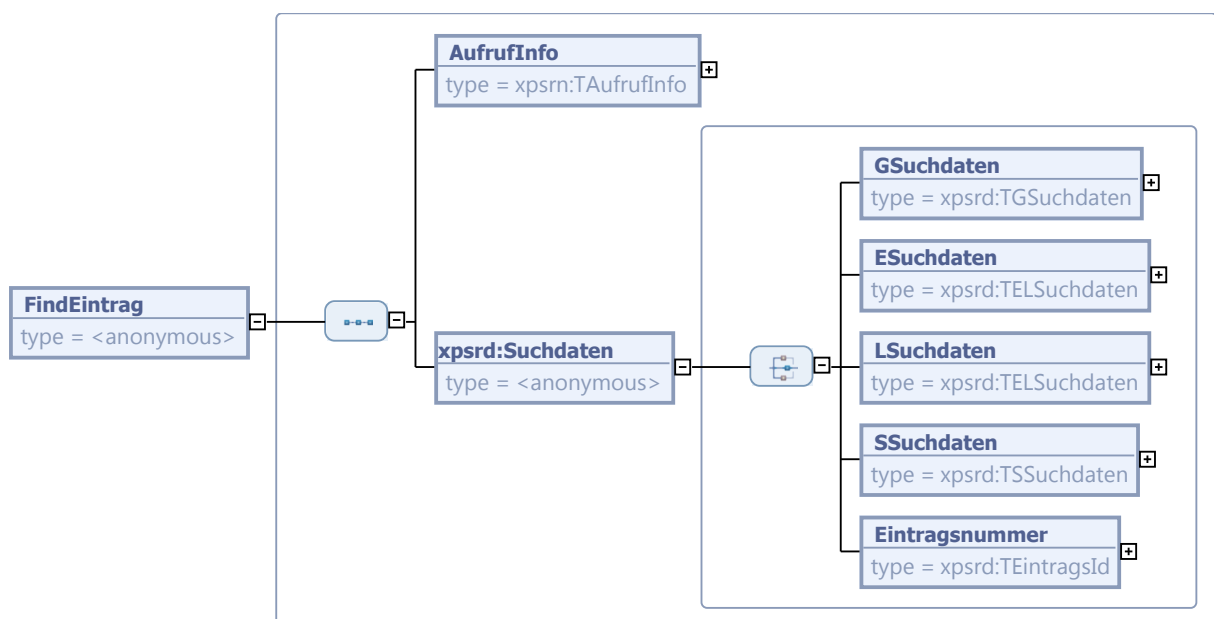 AufrufInfo
type = xpsrn:TAufrufInfo
GSuchdaten
type = xpsrd:TGSuchdaten
ESuchdaten
type = xpsrd:TELSuchdaten
FindEintrag
type = <anonymous>
xpsrd:Suchdaten
type = <anonymous>
LSuchdaten
type = xpsrd:TELSuchdaten
SSuchdaten
type = xpsrd:TSSuchdaten
Eintragsnummer
type = xpsrd:TEintragsId